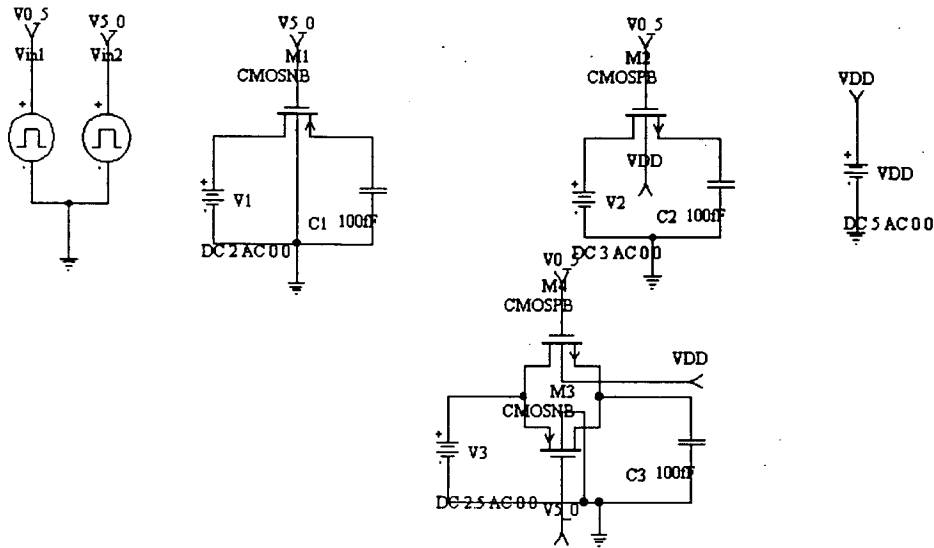 V0_5
V5_0
V5_0
V0_5
Vin1
Vin2
M1
CMOSNB
M2
CMOSPB
VDD
VDD
VDD
V1
C1
100fF
V2
C2
100fF
DC 2 AC 0 0
DC 3 AC 0 0
DC 5 AC 0 0
V0_5
M4
CMOSPB
VDD
M3
CMOSNB
V3
C3
100fF
DC 2.5 AC 0 0
V5_0